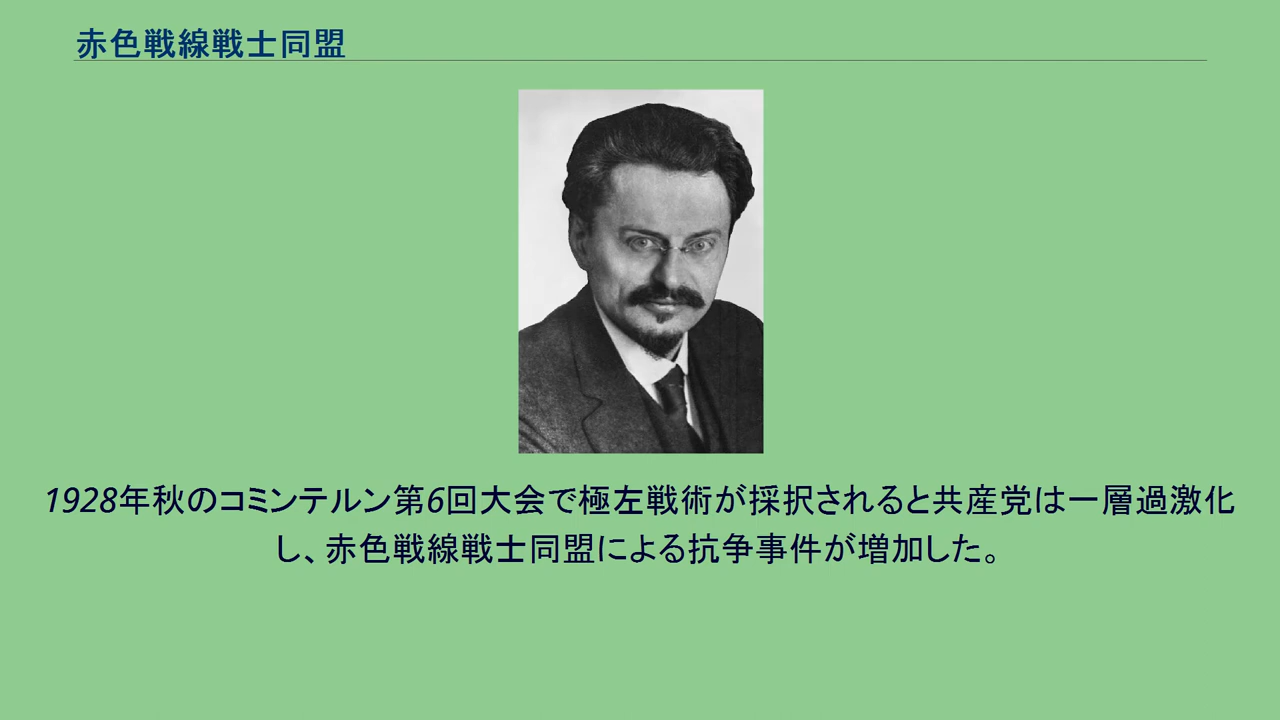 赤色戦線戦士同盟
1928年秋のコミンテルン第6回大会で極左戦術が採択されると共産党は一層過激化
し、赤色戦線戦士同盟による抗争事件が増加した。